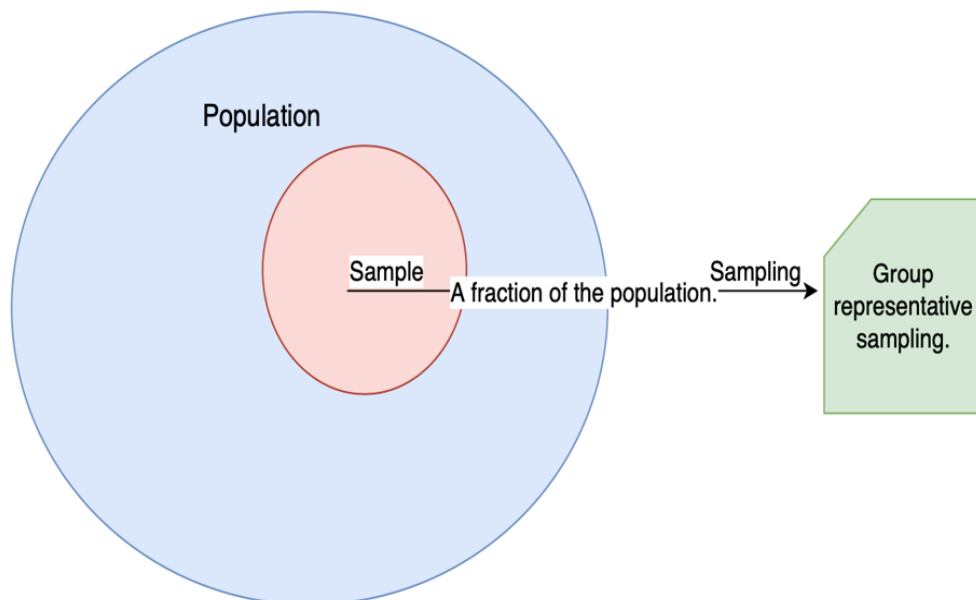 Population
Sample
A fraction of the population.
Sampling
Group
representative
sampling.